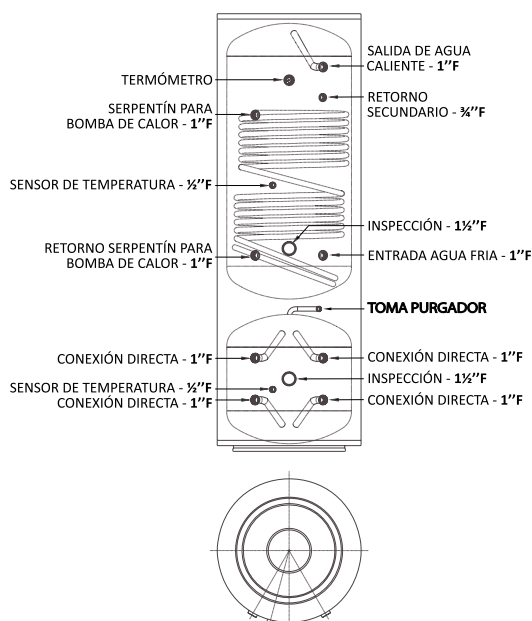 SALIDA DE AGUA
CALIENTE - 1’’F
TERMÓMETRO
RETORNO
SECUNDARIO - ¾’’F
SERPENTÍN PARA
BOMBA DE CALOR - 1’’F
SENSOR DE TEMPERATURA - ½’’F
INSPECCIÓN - 1½’’F
RETORNO SERPENTÍN PARA
BOMBA DE CALOR - 1’’F
ENTRADA AGUA FRIA - 1’’F
TOMA PURGADOR
CONEXIÓN DIRECTA - 1’’F
CONEXIÓN DIRECTA - 1’’F
INSPECCIÓN - 1½’’F
SENSOR DE TEMPERATURA - ½’’F
CONEXIÓN DIRECTA - 1’’F
CONEXIÓN DIRECTA - 1’’F